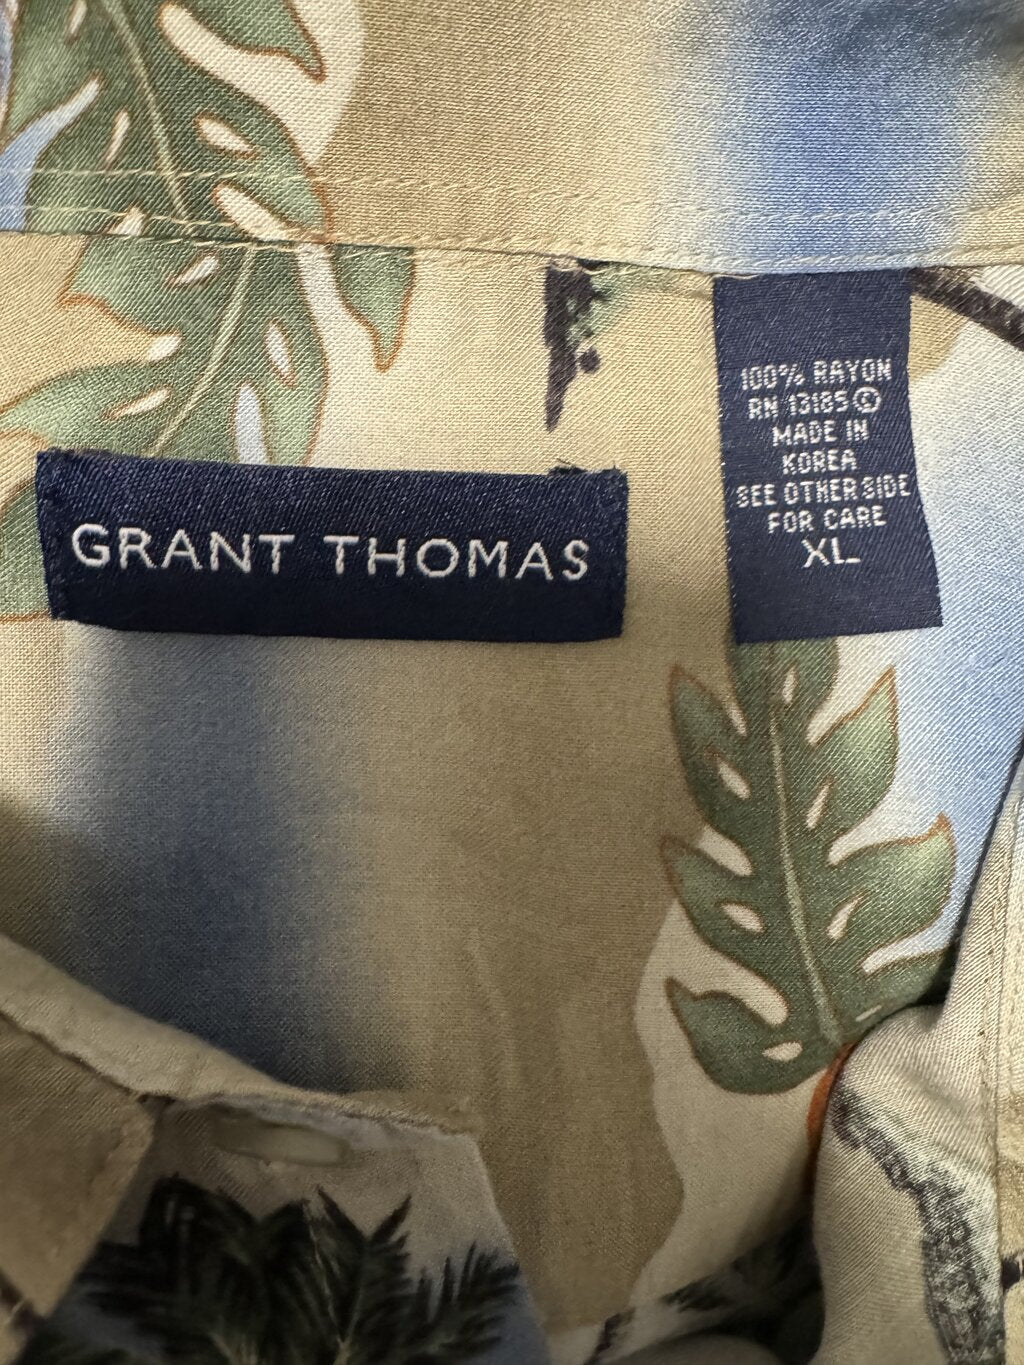 GRANT THOMAS
100% RAYON
RN 13185 Ⓒ
MADE IN
KOREA
SEE OTHER SIDE
FOR CARE
XL